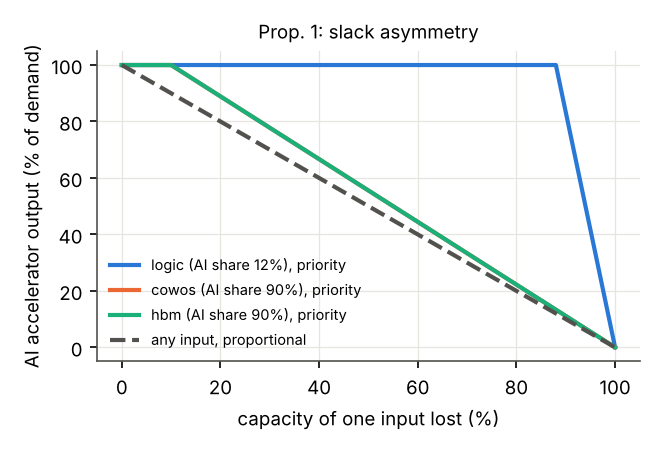 Prop. 1: slack asymmetry
AI accelerator output (% of demand)
100
80
60
40
20
0
logic (AI share 12%), priority
cowos (AI share 90%), priority
hbm (AI share 90%), priority
any input, proportional
0 20 40 60 80 100
capacity of one input lost (%)